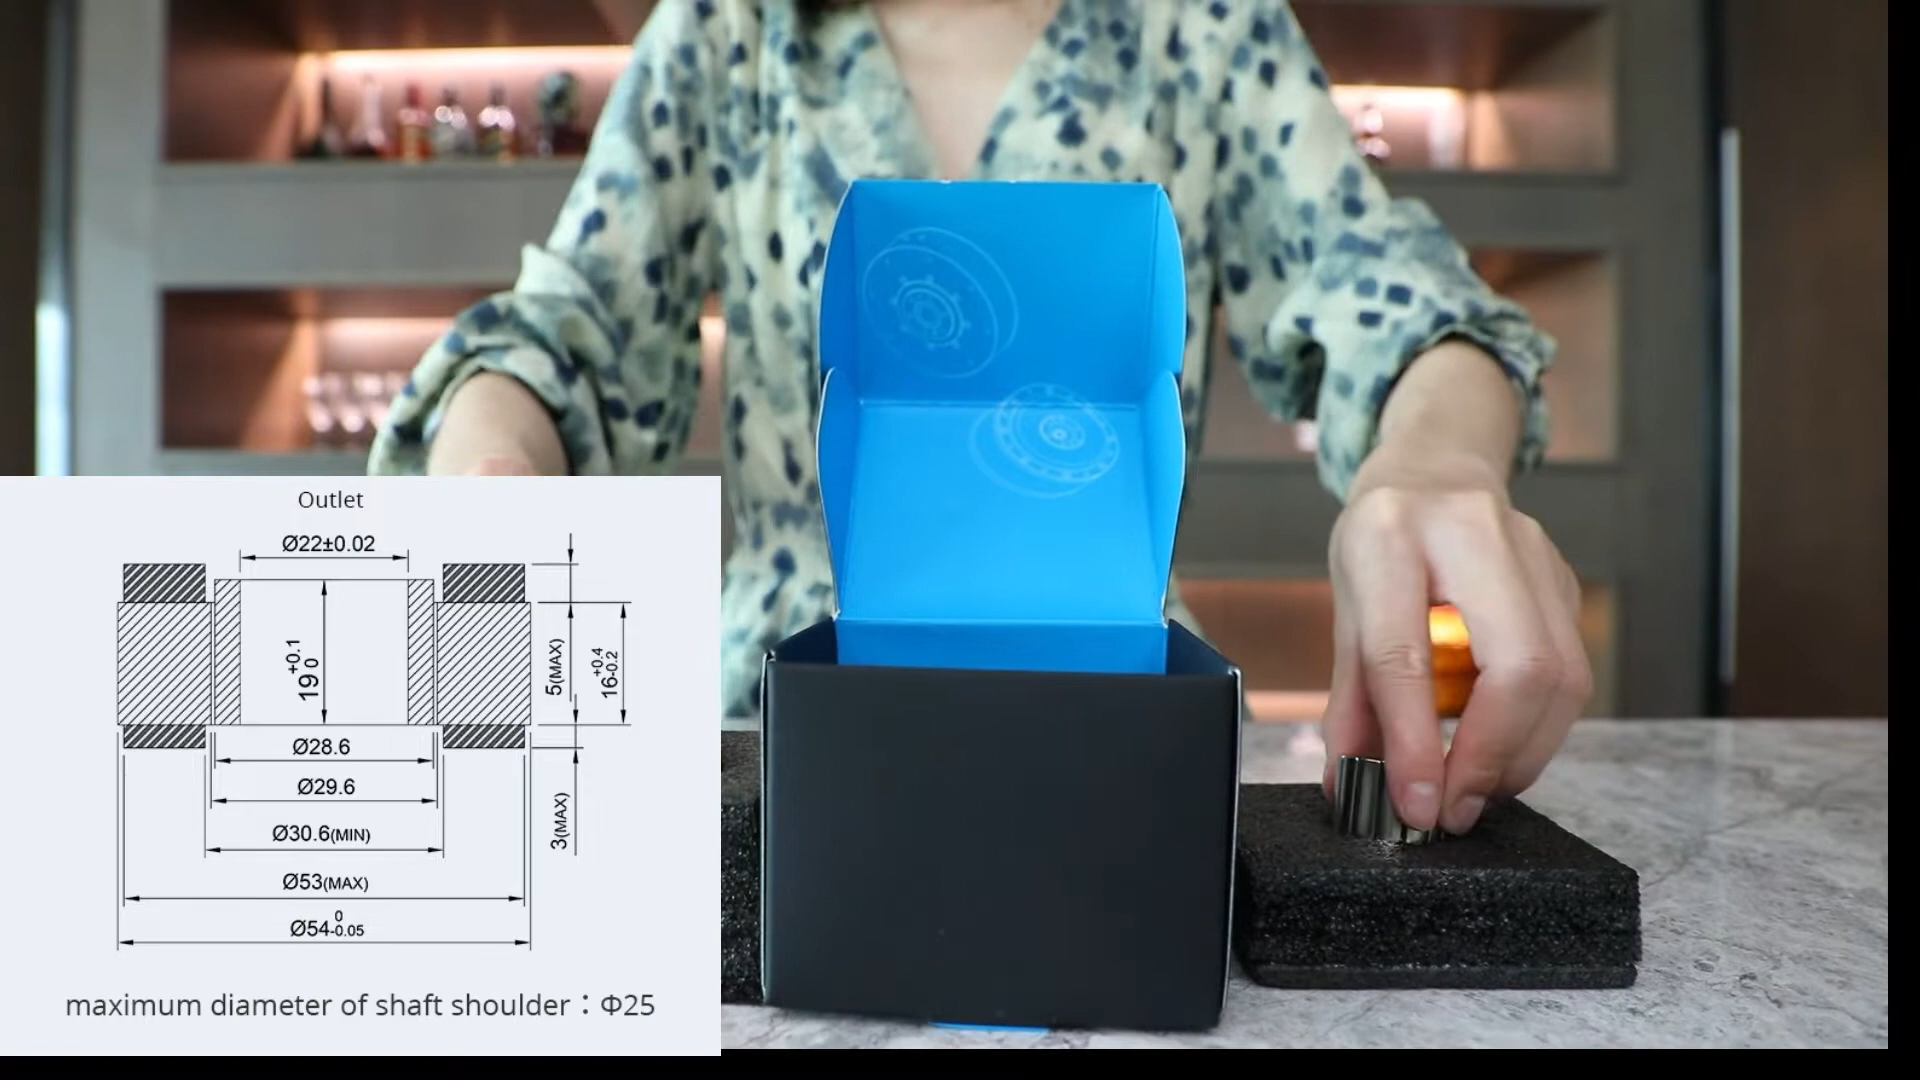 Outlet
Ø22±0.02
19 +0.1 0
5(MAX)
16 +0.4 -0.2
Ø28.6
Ø29.6
3(MAX)
Ø30.6(MIN)
Ø53(MAX)
Ø54 0 -0.05
maximum diameter of shaft shoulder：Φ25